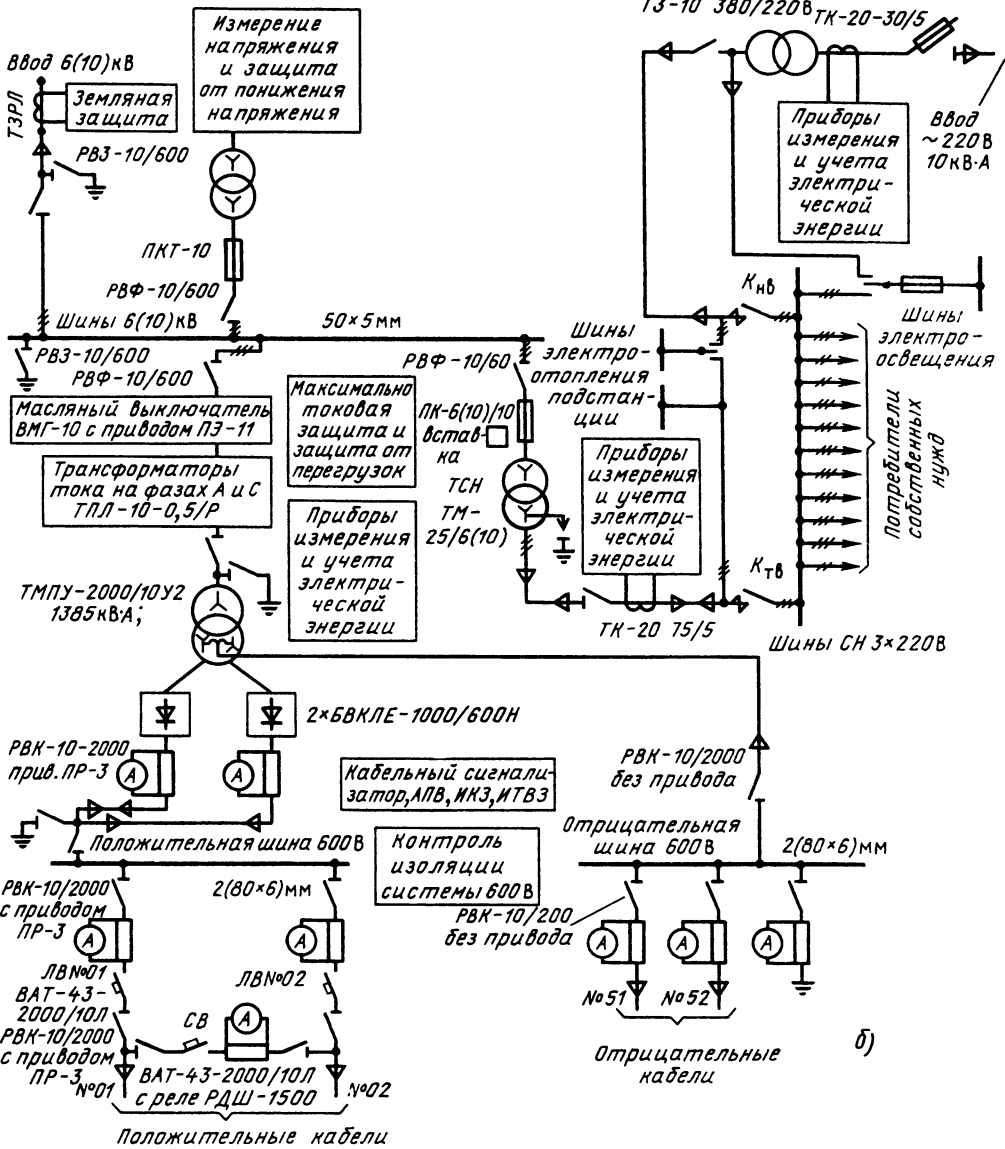 Ввод 6(10)кВ
ТЗРЛ
Земляная
защита
РВЗ-10/600
Измерение
напряжения
и защита
от понижения
напряжения
ПКТ-10
РВФ-10/600
Шины 6(10)кВ
50×5мм
ТЗ-10 380/220В
ТК-20-30/5
Приборы
измерения
и учета
электри-
ческой
энергии
Ввод
~220В
10кВ·А
Кнв
Шины
электро-
освещения
РВЗ-10/600
РВФ-10/600
Масляный выключатель
ВМГ-10 с приводом ПЭ-11
Трансформаторы
тока на фазах А и С
ТПЛ-10-0,5/Р
Максимально
токовая
защита и
защита от
перегрузок
Приборы
измерения
и учета
электри-
ческой
энергии
РВФ-10/60
ПК-6(10)/10
встав-
ка
ТСН
ТМ-
25/6(10)
Шины
электро-
отопления
подстан-
ции
Приборы
измерения
и учета
электри-
ческой
энергии
ТК-20 75/5
Ктв
Потребители
собственных
нужд
Шины СН 3×220В
ТМПУ-2000/10У2
1385кВ·А;
2×БВКЛЕ-1000/600Н
РВК-10-2000
прив. ПР-3
А
А
Кабельный сигнали-
затор, АПВ, ИКЗ, ИТВЗ
Контроль
изоляции
системы 600В
РВК-10/2000
без привода
Положительная шина 600В
2(80×6)мм
РВК-10/2000
с приводом
ПР-3
А
А
ЛВ№01
ВАТ-43-
2000/10Л
РВК-10/2000
с приводом
ПР-3
ЛВ№02
СВ
А
ВАТ-43-2000/10Л
с реле РДШ-1500
№01
№02
Положительные кабели
Отрицательная
шина 600В
2(80×6)мм
РВК-10/200
без привода
А
А
А
№51
№52
Отрицательные
кабели
б)